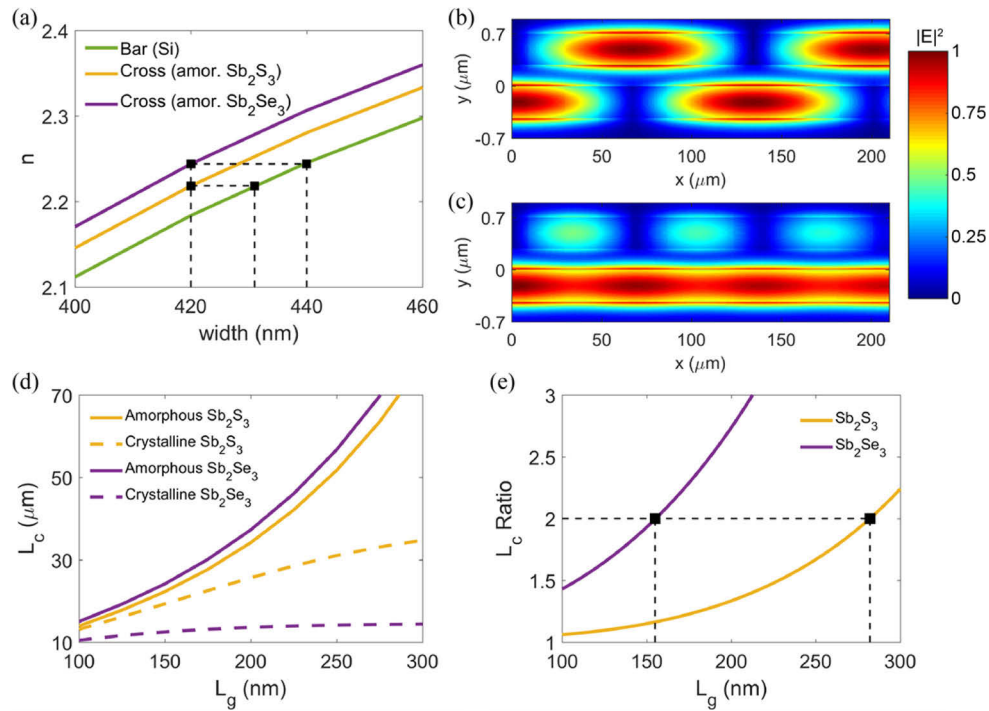 (a)
n
2.4
2.3
2.2
2.1
Bar (Si)
Cross (amor. Sb₂S₃)
Cross (amor. Sb₂Se₃)
400 420 440 460
width (nm)
(b)
y (μm)
0.7
0
-0.7
0 50 100 150 200
x (μm)
(c)
y (μm)
0.7
0
-0.7
0 50 100 150 200
x (μm)
|E|²
1
0.75
0.5
0.25
0
(d)
L_c (μm)
70
50
30
10
Amorphous Sb₂S₃
Crystalline Sb₂S₃
Amorphous Sb₂Se₃
Crystalline Sb₂Se₃
100 150 200 250 300
L_g (nm)
(e)
L_c Ratio
3
2.5
2
1.5
1
Sb₂S₃
Sb₂Se₃
100 150 200 250 300
L_g (nm)